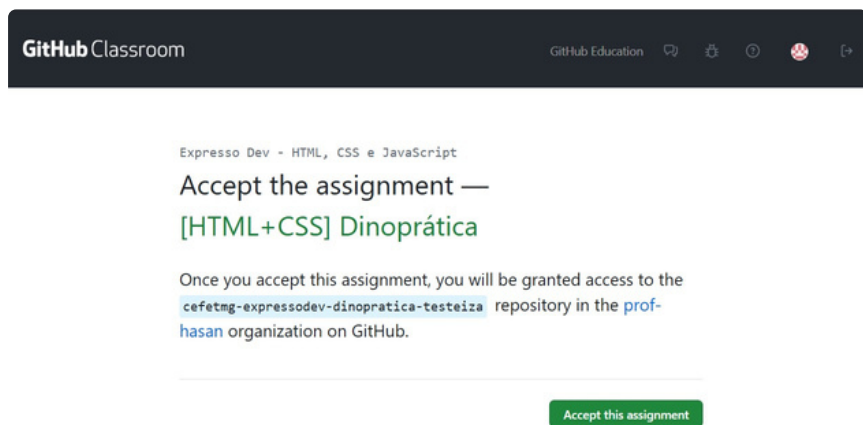 GitHub Classroom
GitHub Education
Expresso Dev - HTML, CSS e JavaScript
Accept the assignment —
[HTML+CSS] Dinoprática
Once you accept this assignment, you will be granted access to the
cefetmg-expressodev-dinopratica-testeiza repository in the prof-
hasan organization on GitHub.
Accept this assignment